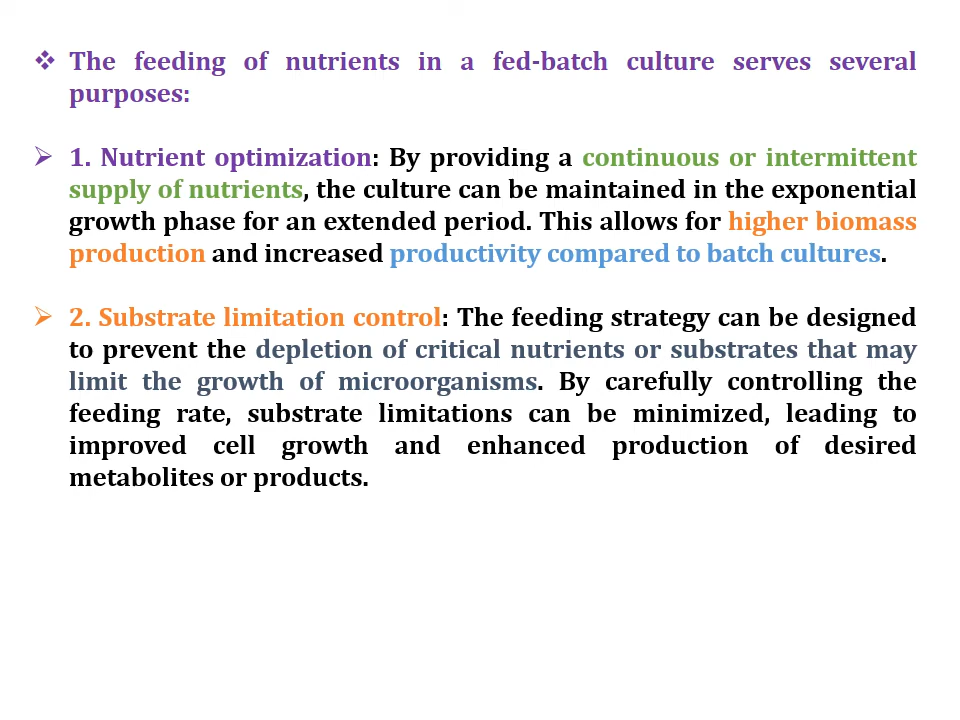 ❖ The feeding of nutrients in a fed-batch culture serves several
purposes:
➢ 1. Nutrient optimization: By providing a continuous or intermittent
supply of nutrients, the culture can be maintained in the exponential
growth phase for an extended period. This allows for higher biomass
production and increased productivity compared to batch cultures.
➢ 2. Substrate limitation control: The feeding strategy can be designed
to prevent the depletion of critical nutrients or substrates that may
limit the growth of microorganisms. By carefully controlling the
feeding rate, substrate limitations can be minimized, leading to
improved cell growth and enhanced production of desired
metabolites or products.